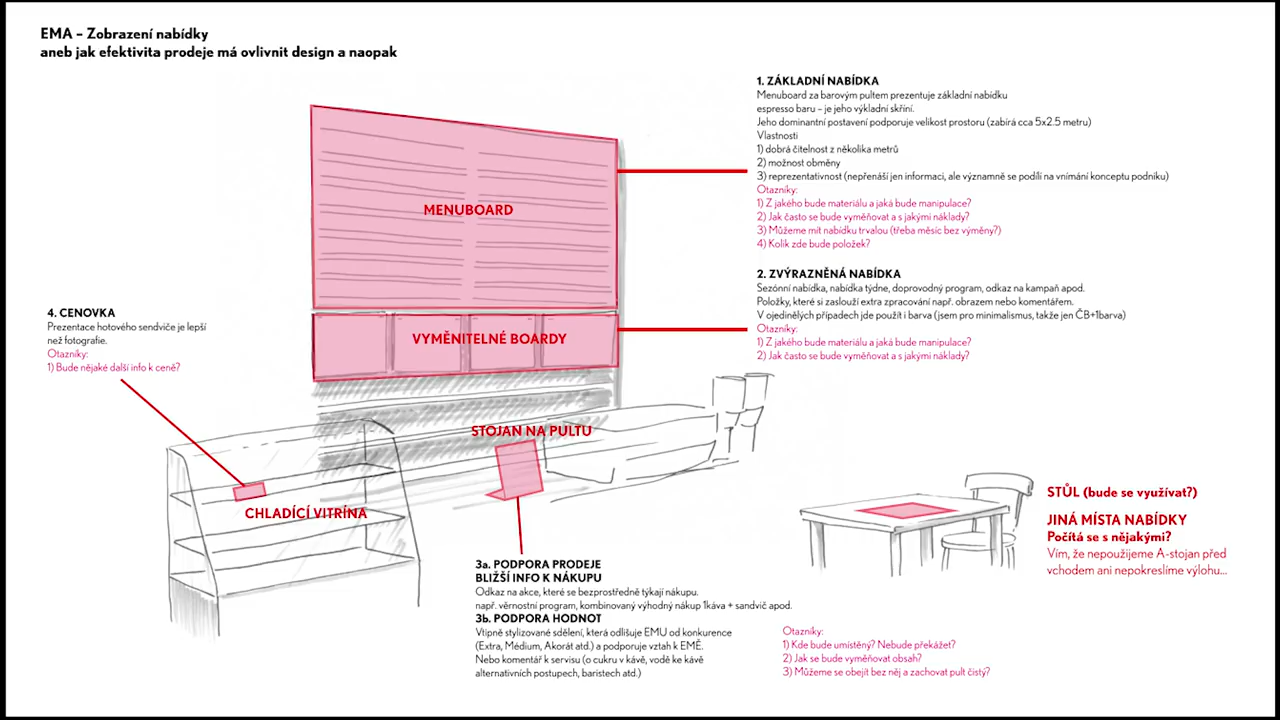 EMA – Zobrazení nabídky
aneb jak efektivita prodeje má ovlivnit design a naopak
1. ZÁKLADNÍ NABÍDKA
Menuboard za barovým pultem prezentuje základní nabídku
espresso baru – je jeho výkladní skříní.
Jeho dominantní postavení podporuje velikost prostoru (zabírá cca 5x2.5 metru)
Vlastnosti
1) dobrá čitelnost z několika metrů
2) možnost obměny
3) reprezentativnost (nepřenáší jen informaci, ale významně se podílí na vnímání konceptu podniku)
Otazníky:
1) Z jakého bude materiálu a jaká bude manipulace?
2) Jak často se bude vyměňovat a s jakými náklady?
3) Můžeme mít nabídku trvalou (třeba měsíc bez výměny?)
4) Kolik zde bude položek?
MENUBOARD
2. ZVÝRAZNĚNÁ NABÍDKA
Sezónní nabídka, nabídka týdne, doprovodný program, odkaz na kampaň apod.
Položky, které si zaslouží extra zpracování např. obrazem nebo komentářem.
V ojedinělých případech jde použít i barva (jsem pro minimalismus, takže jen ČB+1barva)
Otazníky:
1) Z jakého bude materiálu a jaká bude manipulace?
2) Jak často se bude vyměňovat a s jakými náklady?
VYMĚNITELNÉ BOARDY
4. CENOVKA
Prezentace hotového sendviče je lepší
než fotografie.
Otazníky:
1) Bude nějaké další info k ceně?
STOJAN NA PULTU
CHLADÍCÍ VITRÍNA
STŮL (bude se využívat?)
JINÁ MÍSTA NABÍDKY
Počítá se s nějakými?
Vím, že nepoužijeme A-stojan před
vchodem ani nepokreslíme výlohu...
3a. PODPORA PRODEJE
BLIŽŠÍ INFO K NÁKUPU
Odkaz na akce, které se bezprostředně týkají nákupu.
např. věrnostní program, kombinovaný výhodný nákup 1káva + sandvič apod.
3b. PODPORA HODNOT
Vtipně stylizované sdělení, která odlišuje EMU od konkurence
(Extra, Médium, Akorát atd.) a podporuje vztah k EMĚ.
Nebo komentář k servisu (o cukru v kávě, vodě ke kávě
alternativních postupech, baristech atd.)
Otazníky:
1) Kde bude umístěný? Nebude překážet?
2) Jak se bude vyměňovat obsah?
3) Můžeme se obejít bez něj a zachovat pult čistý?